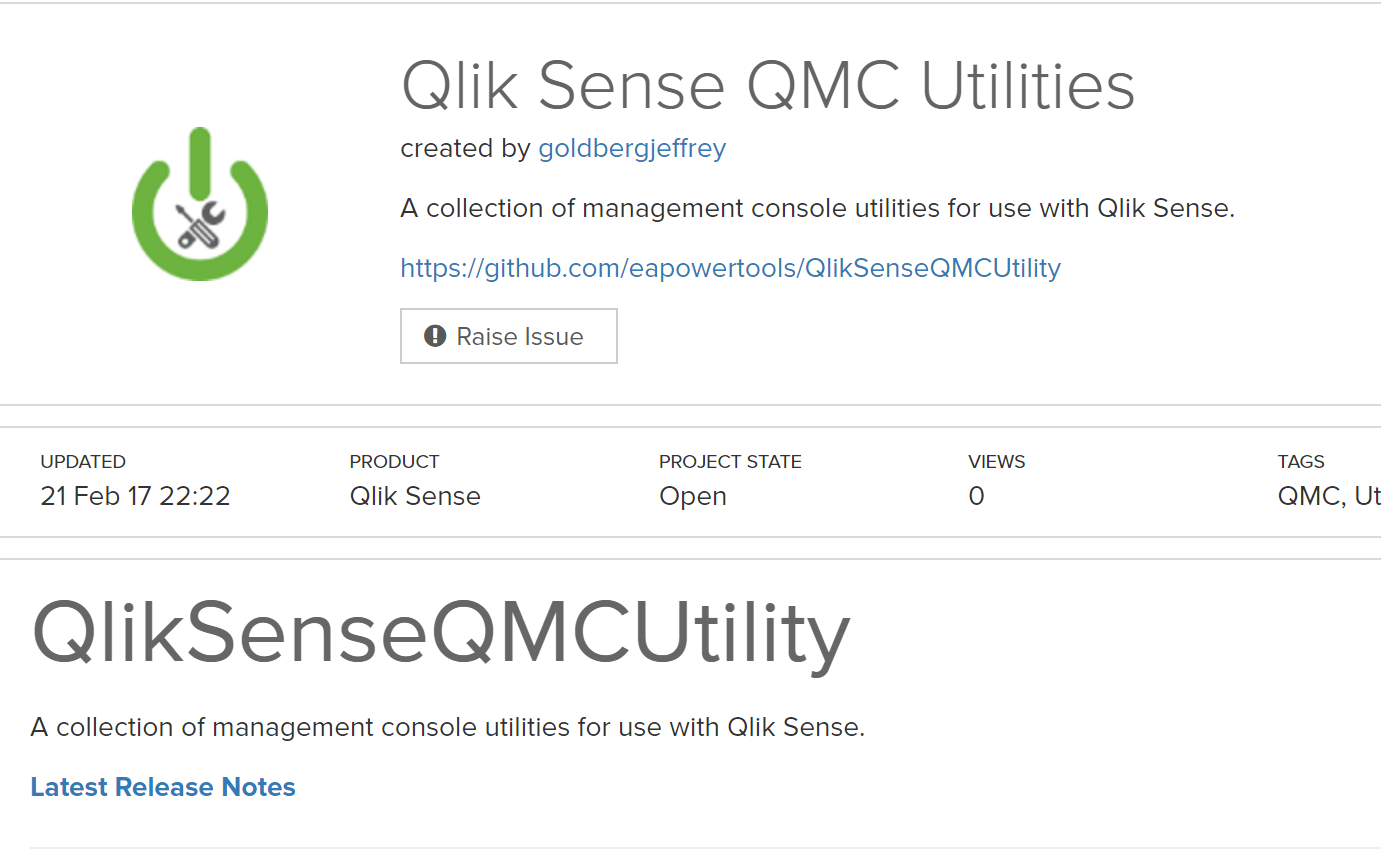 Qlik Sense QMC Utilities
created by goldbergjeffrey
A collection of management console utilities for use with Qlik Sense.
https://github.com/eapowertools/QlikSenseQMCUtility
Raise Issue
UPDATED PRODUCT PROJECT STATE VIEWS TAGS
21 Feb 17 22:22 Qlik Sense Open 0 QMC, Ut
QlikSenseQMCUtility
A collection of management console utilities for use with Qlik Sense.
Latest Release Notes